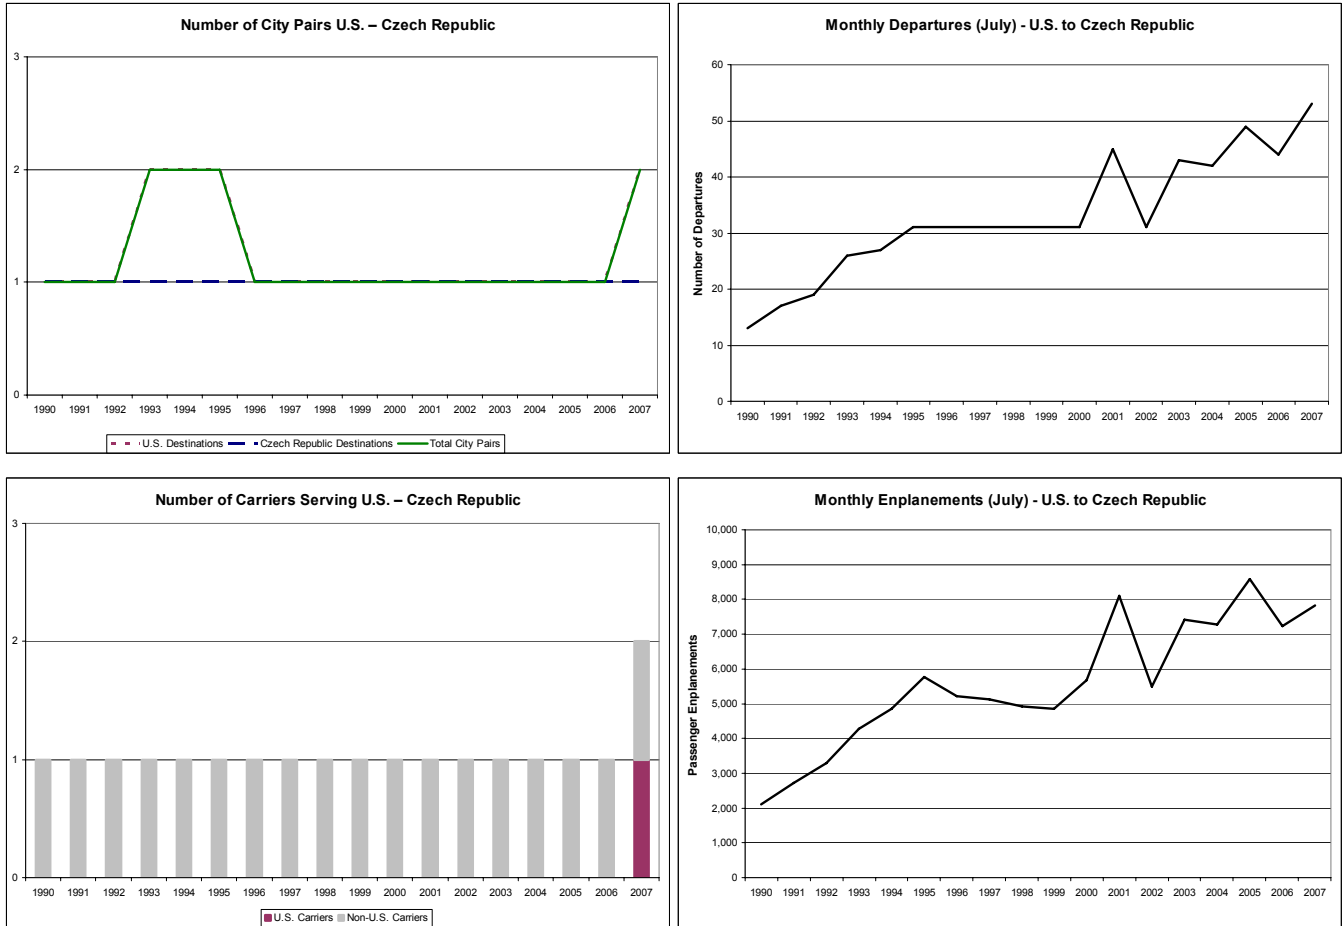 Number of City Pairs U.S. – Czech Republic
3
2
1
0
1990 1991 1992 1993 1994 1995 1996 1997 1998 1999 2000 2001 2002 2003 2004 2005 2006 2007
U.S. Destinations Czech Republic Destinations Total City Pairs
Monthly Departures (July) - U.S. to Czech Republic
Number of Departures
60
50
40
30
20
10
0
1990 1991 1992 1993 1994 1995 1996 1997 1998 1999 2000 2001 2002 2003 2004 2005 2006 2007
Number of Carriers Serving U.S. – Czech Republic
3
2
1
0
1990 1991 1992 1993 1994 1995 1996 1997 1998 1999 2000 2001 2002 2003 2004 2005 2006 2007
U.S. Carriers Non-U.S. Carriers
Monthly Enplanements (July) - U.S. to Czech Republic
Passenger Enplanements
10,000
9,000
8,000
7,000
6,000
5,000
4,000
3,000
2,000
1,000
0
1990 1991 1992 1993 1994 1995 1996 1997 1998 1999 2000 2001 2002 2003 2004 2005 2006 2007